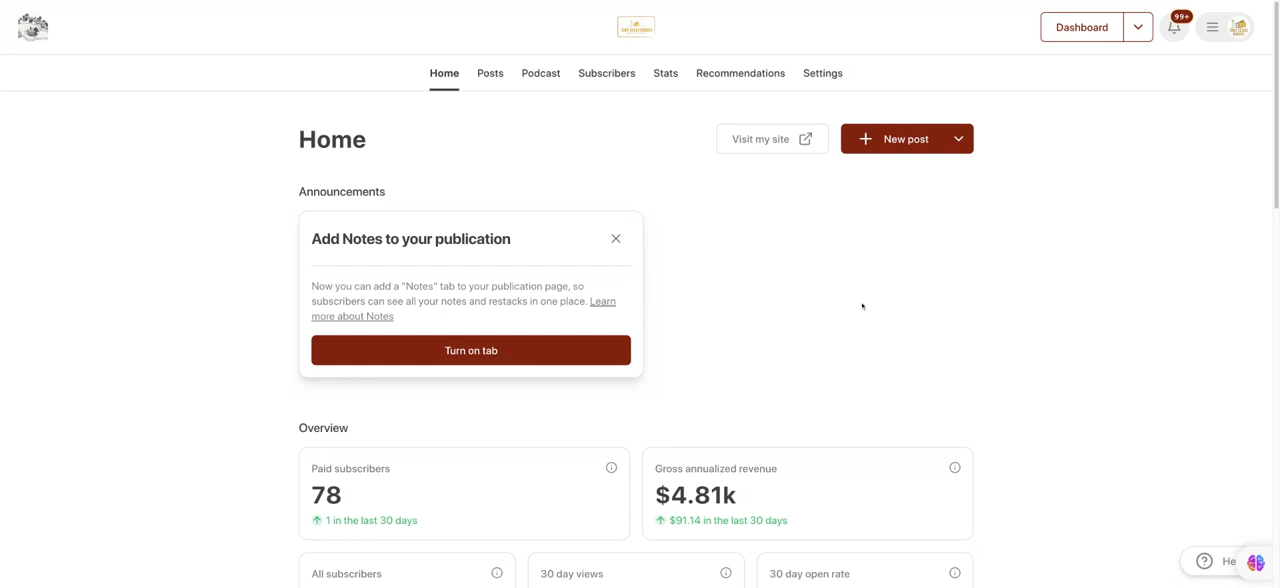 Dashboard
99+
Home
Posts
Podcast
Subscribers
Stats
Recommendations
Settings
Home
Visit my site
New post
Announcements
Add Notes to your publication
Now you can add a "Notes" tab to your publication page, so
subscribers can see all your notes and restacks in one place. Learn
more about Notes
Turn on tab
Overview
Paid subscribers
78
1 in the last 30 days
Gross annualized revenue
$4.81k
$91.14 in the last 30 days
All subscribers
30 day views
30 day open rate
He